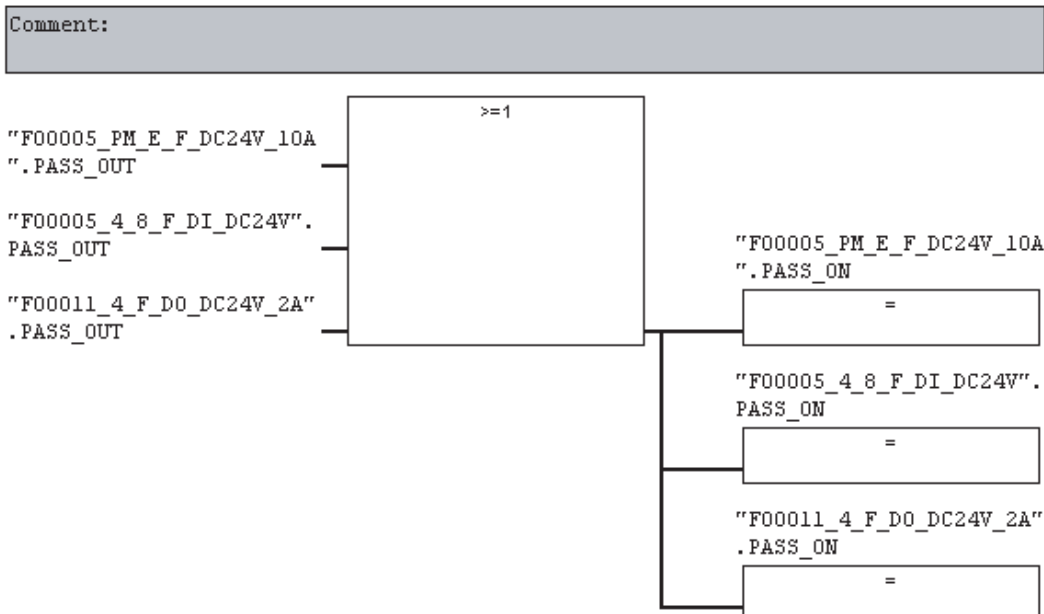 Comment:
>=1
"F00005_PM_E_F_DC24V_10A
".PASS_OUT
"F00005_4_8_F_DI_DC24V".
PASS_OUT
"F00011_4_F_DO_DC24V_2A"
.PASS_OUT
"F00005_PM_E_F_DC24V_10A
".PASS_ON
=
"F00005_4_8_F_DI_DC24V".
PASS_ON
=
"F00011_4_F_DO_DC24V_2A"
.PASS_ON
=